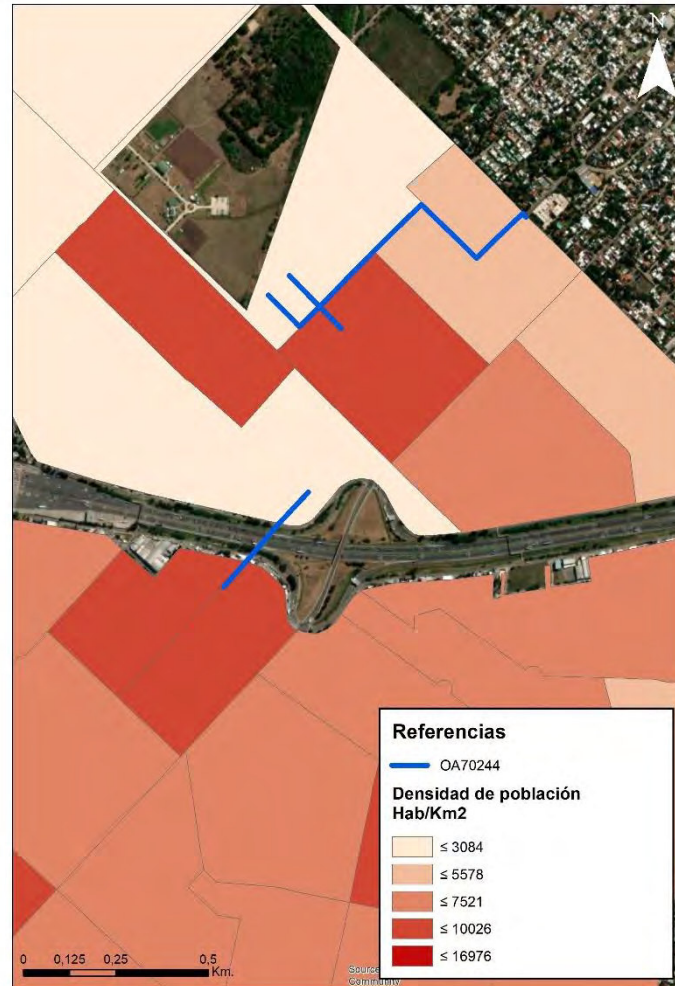 N
Referencias
OA70244
Densidad de población
Hab/Km2
≤ 3084
≤ 5578
≤ 7521
≤ 10026
≤ 16976
0 0,125 0,25 0,5
Km.
Source
Community